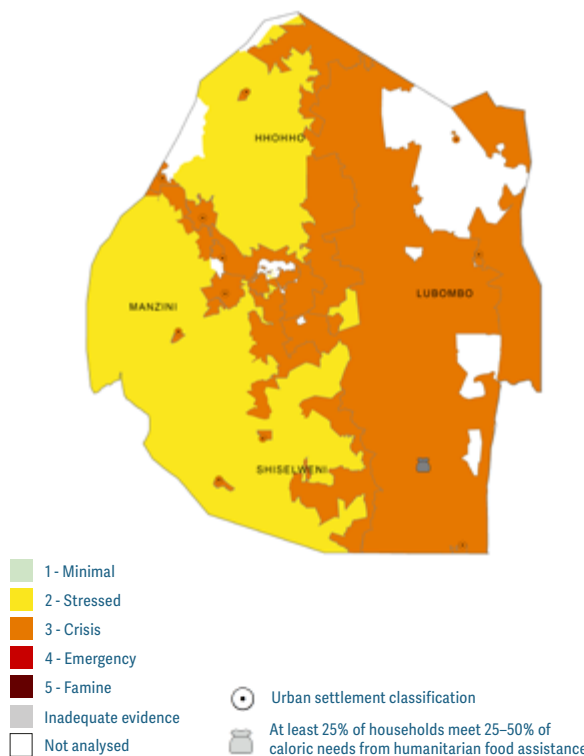 HHOHHO
LUBOMBO
MANZINI
SHISELWENI
1 - Minimal
2 - Stressed
3 - Crisis
4 - Emergency
5 - Famine
Inadequate evidence
Not analysed
Urban settlement classification
At least 25% of households meet 25–50% of
caloric needs from humanitarian food assistance